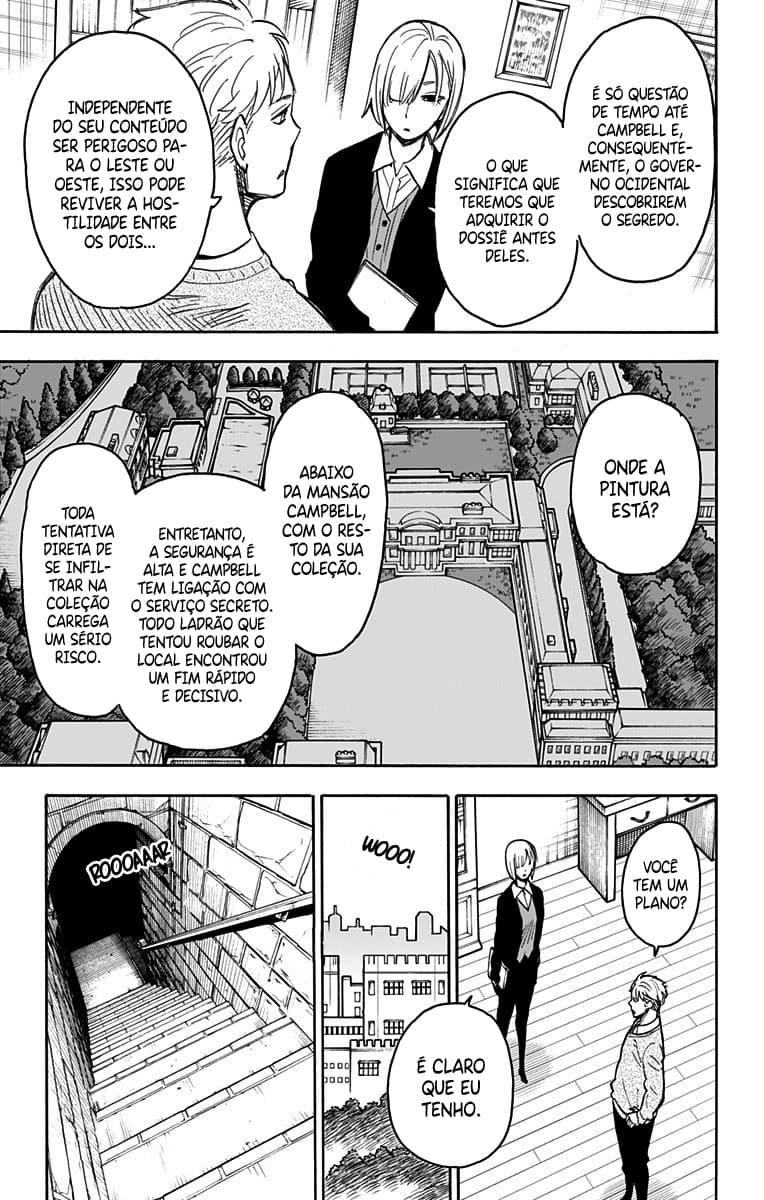 É SÓ QUESTÃO
DE TEMPO ATÉ
CAMPBELL E,
CONSEQUENTE-
MENTE, O GOVER-
NO OCIDENTAL
DESCOBRIREM
O SEGREDO.
O QUE
SIGNIFICA QUE
TEREMOS QUE
ADQUIRIR O
DOSSIÊ ANTES
DELES.
INDEPENDENTE
DO SEU CONTEÚDO
SER PERIGOSO PA-
RA O LESTE OU
OESTE, ISSO PODE
REVIVER A HOS-
TILIDADE ENTRE
OS DOIS...
ONDE A
PINTURA
ESTÁ?
ABAIXO
DA MANSÃO
CAMPBELL,
COM O RES-
TO DA SUA
COLEÇÃO.
ENTRETANTO,
A SEGURANÇA É
ALTA E CAMPBELL
TEM LIGAÇÃO COM
O SERVIÇO SECRETO.
TODO LADRÃO QUE
TENTOU ROUBAR O
LOCAL ENCONTROU
UM FIM RÁPIDO
E DECISIVO.
TODA
TENTATIVA
DIRETA DE
SE INFIL-
TRAR NA
COLEÇÃO
CARREGA
UM SÉRIO
RISCO.
VOCÊ
TEM UM
PLANO?
É CLARO
QUE EU
TENHO.
WOOO!
ROOOAAAR